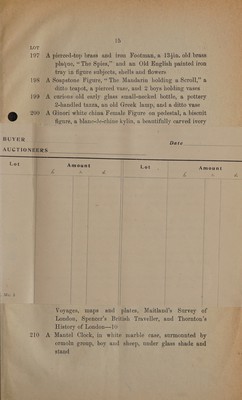 15
LOT
197 A pierced-top brass and iron Footman, a 13½in. old brass
plaque, "The Spies," and an Old English painted iron
tray in figure subjects, shells and flowers
198 A Soapstone Figure, "The Mandarin holding a Scroll," a
ditto teapot, a pierced vase, and 2 boys holding vases
199 A curious old early glass small-necked bottle, a pottery
2-handled tazza, an old Greek lamp, and a ditto vase
200 A Ginori white china Female Figure on pedestal, a biscuit
figure, a blanc-de-chine kylin, a beautifully carved ivory
BUYER
Date
AUCTIONEERS
Lot Amount Lot Amount
£ s. d. £ s. d.
Voyages, maps and plates, Maitland's Survey of
London, Spencer's British Traveller, and Thornton's
History of London—10
210 A Mantel Clock, in white marble case, surmounted by
ormolu group, boy and sheep, under glass shade and
stand